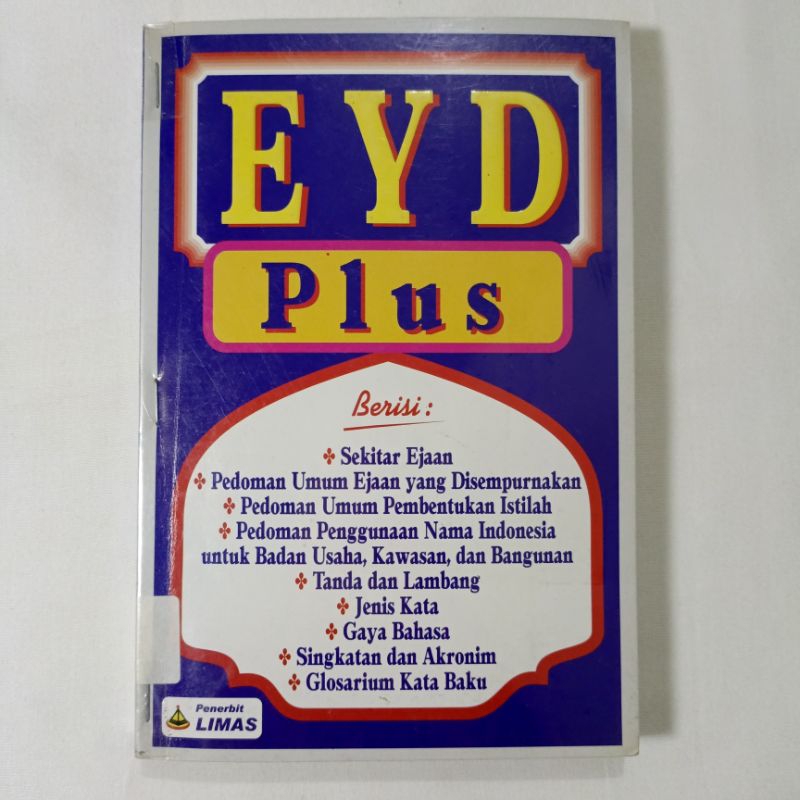 EYD
Plus
Berisi :
✤ Sekitar Ejaan
✤ Pedoman Umum Ejaan yang Disempurnakan
✤ Pedoman Umum Pembentukan Istilah
✤ Pedoman Penggunaan Nama Indonesia
untuk Badan Usaha, Kawasan, dan Bangunan
✤ Tanda dan Lambang
✤ Jenis Kata
✤ Gaya Bahasa
✤ Singkatan dan Akronim
✤ Glosarium Kata Baku
Penerbit
LIMAS